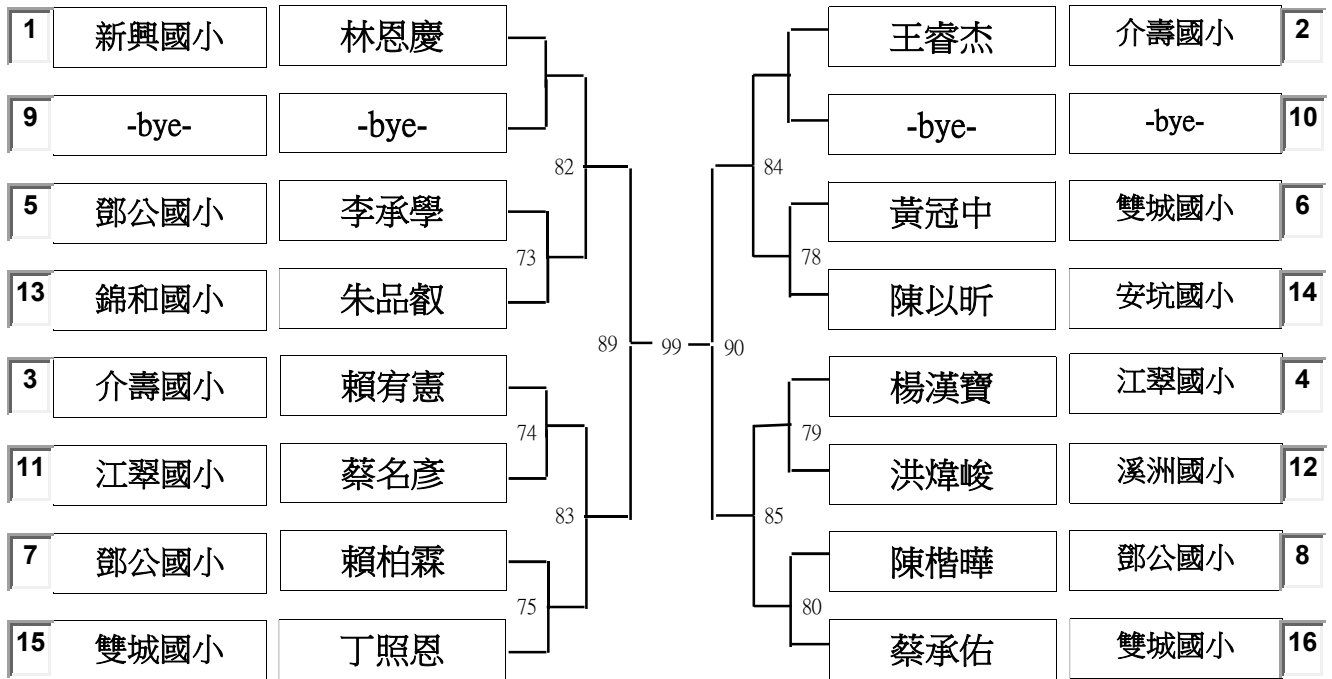 1 新興國小 林恩慶 王睿杰 介壽國小 2
9 -bye- -bye- -bye- -bye- 10
82 84
5 鄧公國小 李承學 黃冠中 雙城國小 6
73 78
13 錦和國小 朱品叡 陳以昕 安坑國小 14
89 99 90
3 介壽國小 賴宥憲 楊漢寶 江翠國小 4
74 79
11 江翠國小 蔡名彥 洪煒峻 溪洲國小 12
83 85
7 鄧公國小 賴柏霖 陳楷曄 鄧公國小 8
75 80
15 雙城國小 丁照恩 蔡承佑 雙城國小 16